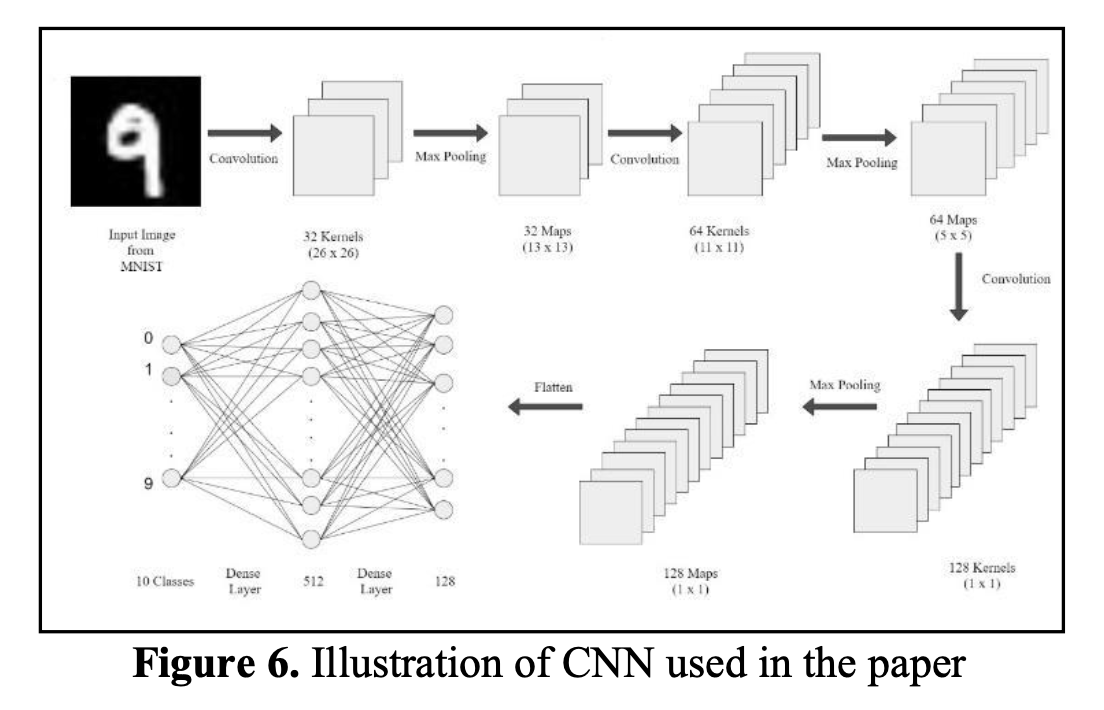 Convolution
Max Pooling
Convolution
Max Pooling
Input Image
from
MNIST
32 Kernels
(26 x 26)
32 Maps
(13 x 13)
64 Kernels
(11 x 11)
64 Maps
(5 x 5)
Convolution
128 Kernels
(1 x 1)
Max Pooling
128 Maps
(1 x 1)
Flatten
0
1
9
10 Classes
Dense
Layer
512
Dense
Layer
128
Figure 6. Illustration of CNN used in the paper